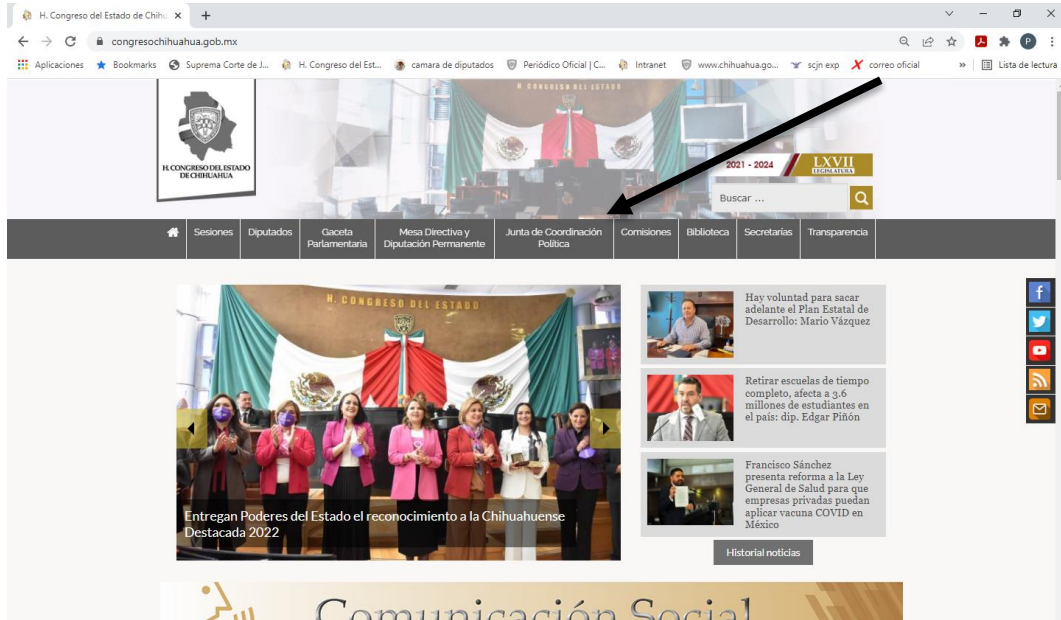 H. Congreso del Estado de Chihu
congresochihuahua.gob.mx
P
Aplicaciones
Bookmarks
Suprema Corte de J...
H. Congreso del Est...
camara de diputados
Periódico Oficial | C...
Intranet
www.chihuahua.go...
scjn exp
correo oficial
»
Lista de lectura
H CONGRESO DEL ESTADO
H. CONGRESO DEL ESTADO
DE CHIHUAHUA
2021 - 2024
LXVII
LEGISLATURA
Buscar ...
Sesiones
Diputados
Gaceta
Parlamentaria
Mesa Directiva y
Diputación Permanente
Junta de Coordinación
Política
Comisiones
Biblioteca
Secretarías
Transparencia
H. CONGRESO DEL ESTADO
Entregan Poderes del Estado el reconocimiento a la Chihuahuense
Destacada 2022
Hay voluntad para sacar
adelante el Plan Estatal de
Desarrollo: Mario Vázquez
Retirar escuelas de tiempo
completo, afecta a 3.6
millones de estudiantes en
el país: dip. Edgar Piñón
Francisco Sánchez
presenta reforma a la Ley
General de Salud para que
empresas privadas puedan
aplicar vacuna COVID en
México
Historial noticias
Comunicación Social